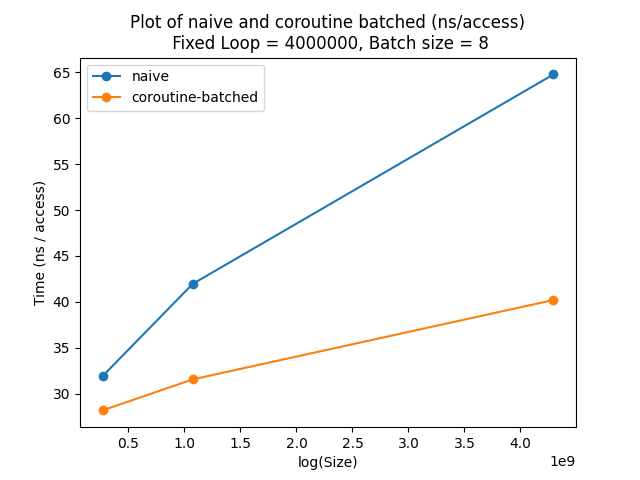 Plot of naive and coroutine batched (ns/access)
Fixed Loop = 4000000, Batch size = 8
naive
coroutine-batched
Time (ns / access)
65
60
55
50
45
40
35
30
0.5 1.0 1.5 2.0 2.5 3.0 3.5 4.0
log(Size)
1e9